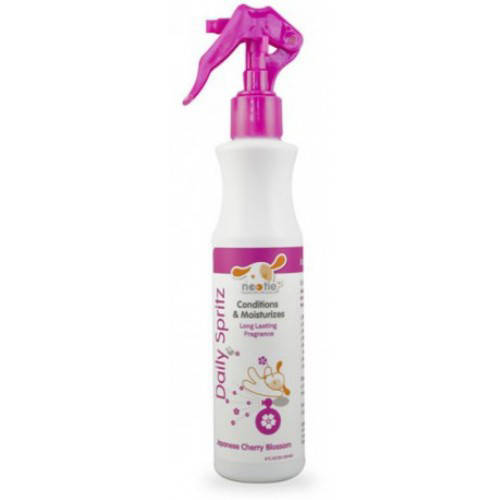 nootie
Conditions
& Moisturizes
Long Lasting
Fragrance
Daily Spritz
Japanese Cherry Blossom